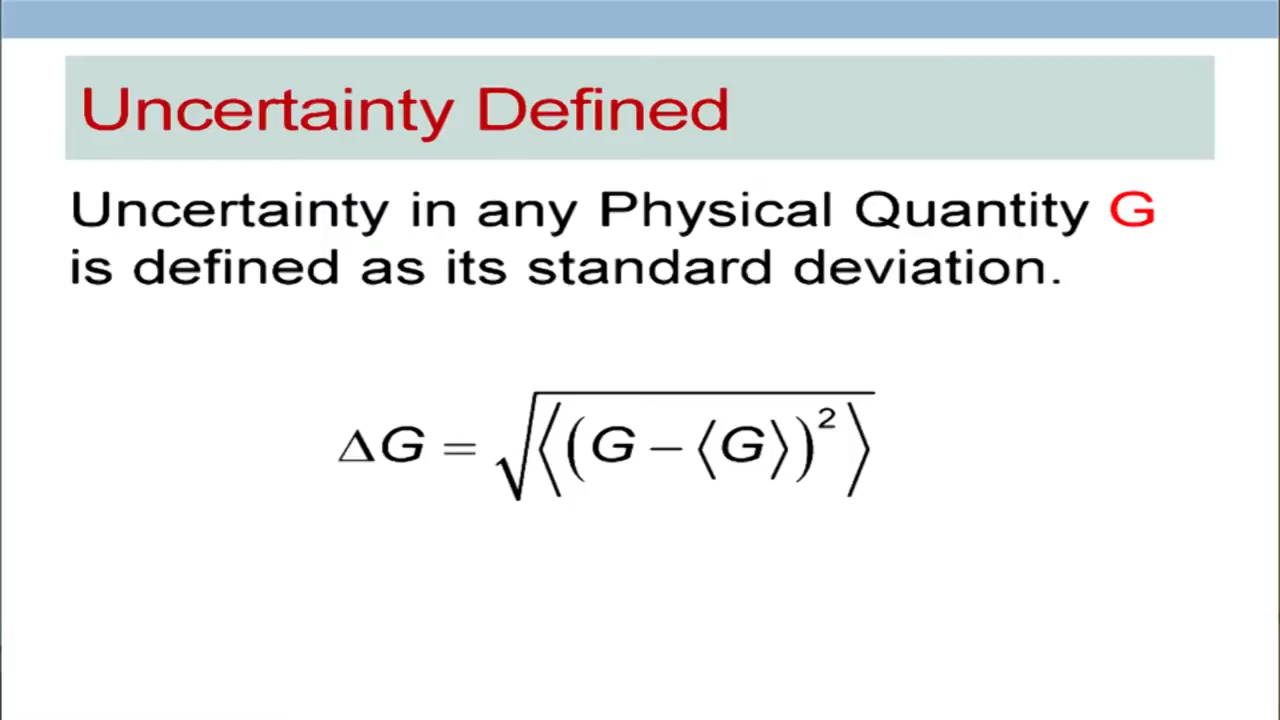 Uncertainty Defined
Uncertainty in any Physical Quantity G
is defined as its standard deviation.
ΔG = √⟨(G − ⟨G⟩)²⟩